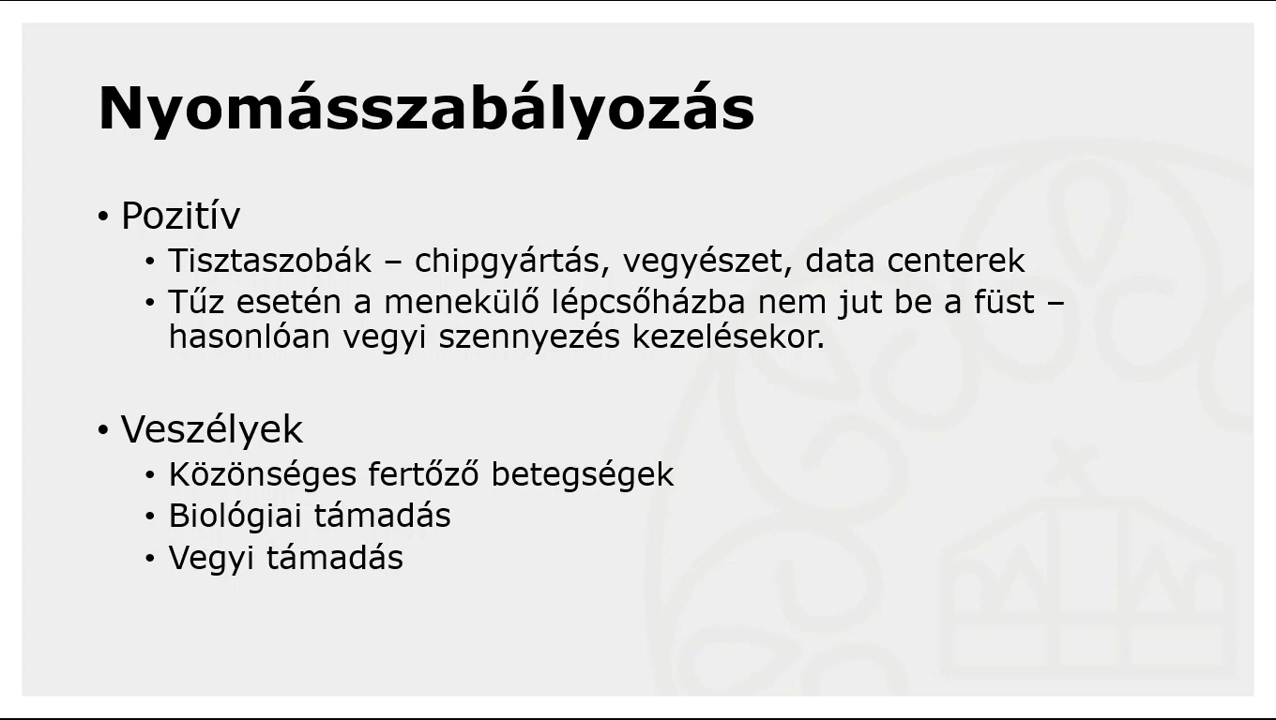 Nyomásszabályozás
• Pozitív
• Tisztaszobák – chipgyártás, vegyészet, data centerek
• Tűz esetén a menekülő lépcsőházba nem jut be a füst –
hasonlóan vegyi szennyezés kezelésekor.
• Veszélyek
• Közönséges fertőző betegségek
• Biológiai támadás
• Vegyi támadás